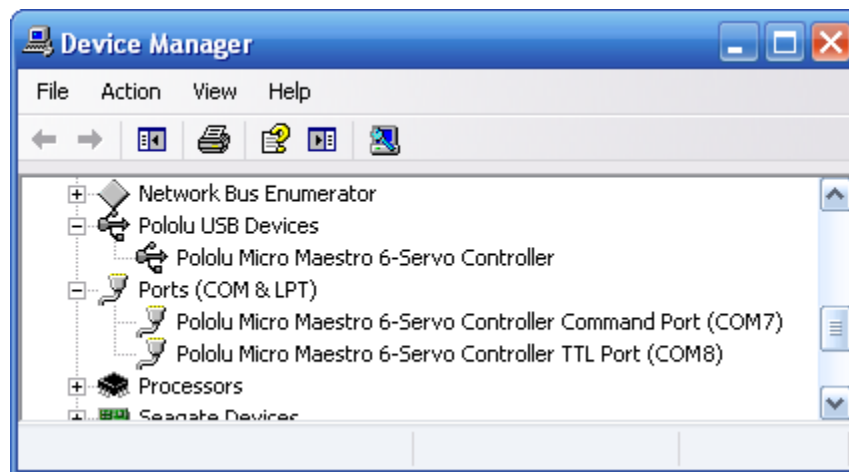 Device Manager
File Action View Help
Network Bus Enumerator
Pololu USB Devices
Pololu Micro Maestro 6-Servo Controller
Ports (COM & LPT)
Pololu Micro Maestro 6-Servo Controller Command Port (COM7)
Pololu Micro Maestro 6-Servo Controller TTL Port (COM8)
Processors
Seagate Devices